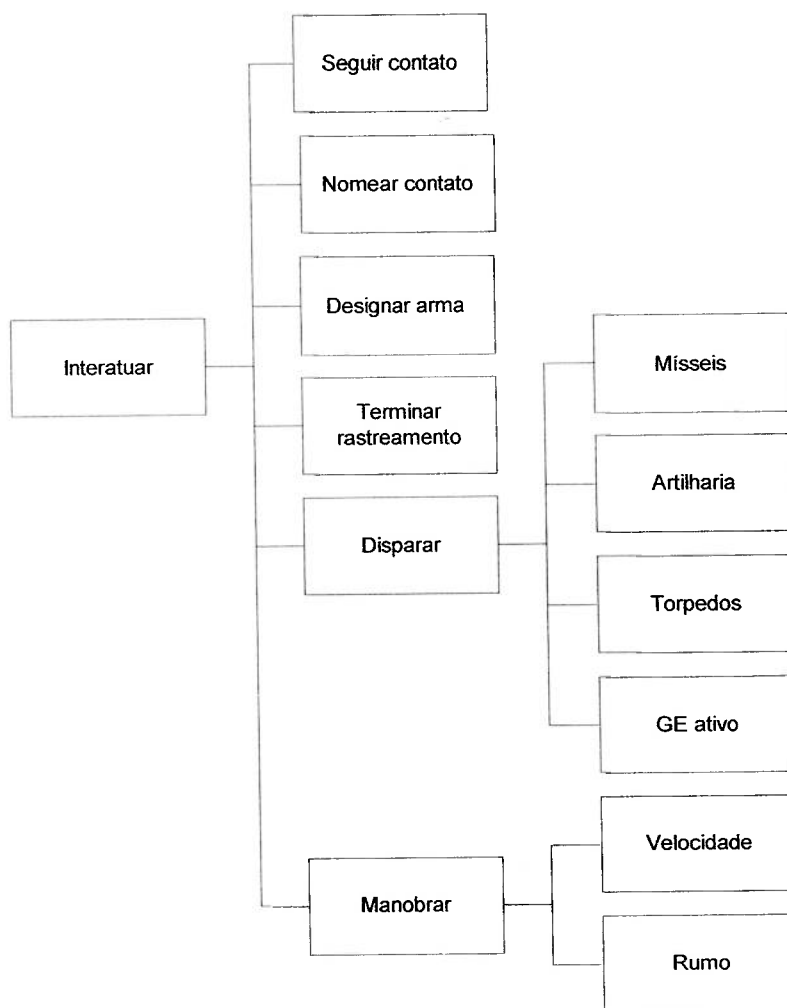 Seguir contato
Nomear contato
Designar arma
Interatuar
Mísseis
Terminar
rastreamento
Artilharia
Disparar
Torpedos
GE ativo
Velocidade
Manobrar
Rumo